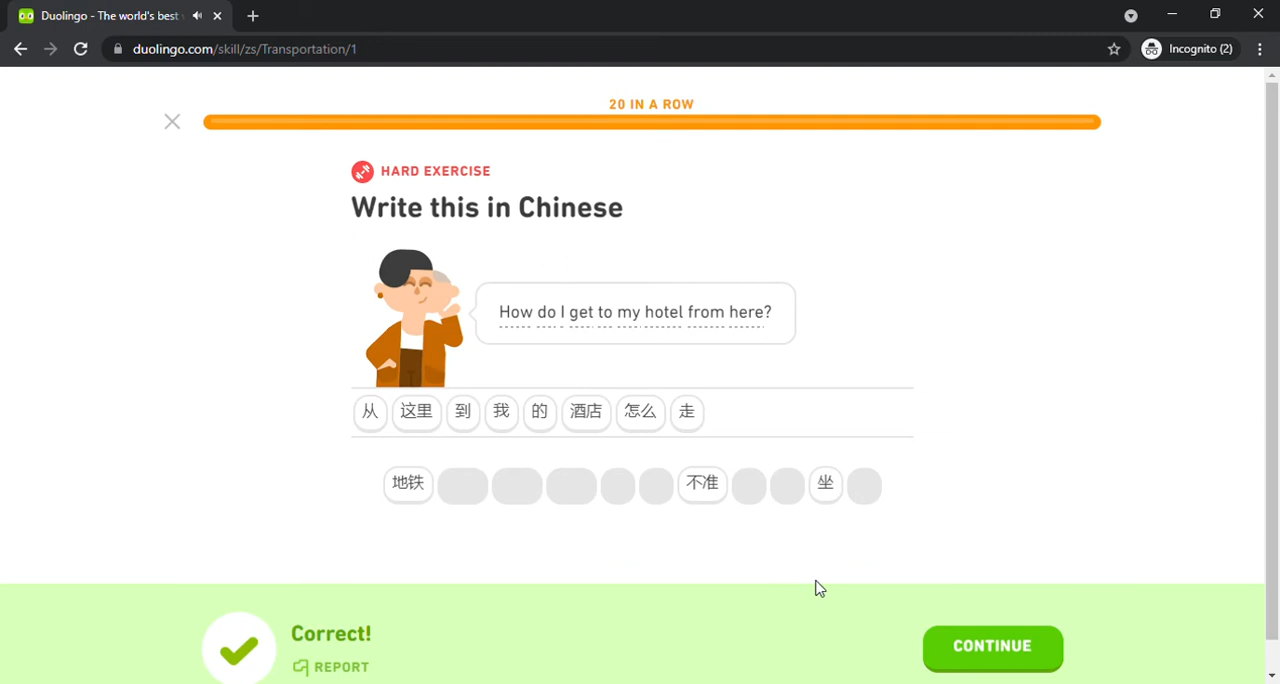 Duolingo - The world's best
duolingo.com/skill/zs/Transportation/1
Incognito (2)
20 IN A ROW
HARD EXERCISE
Write this in Chinese
How do I get to my hotel from here?
从 这里 到 我 的 酒店 怎么 走
地铁 不准 坐
Correct!
REPORT
CONTINUE